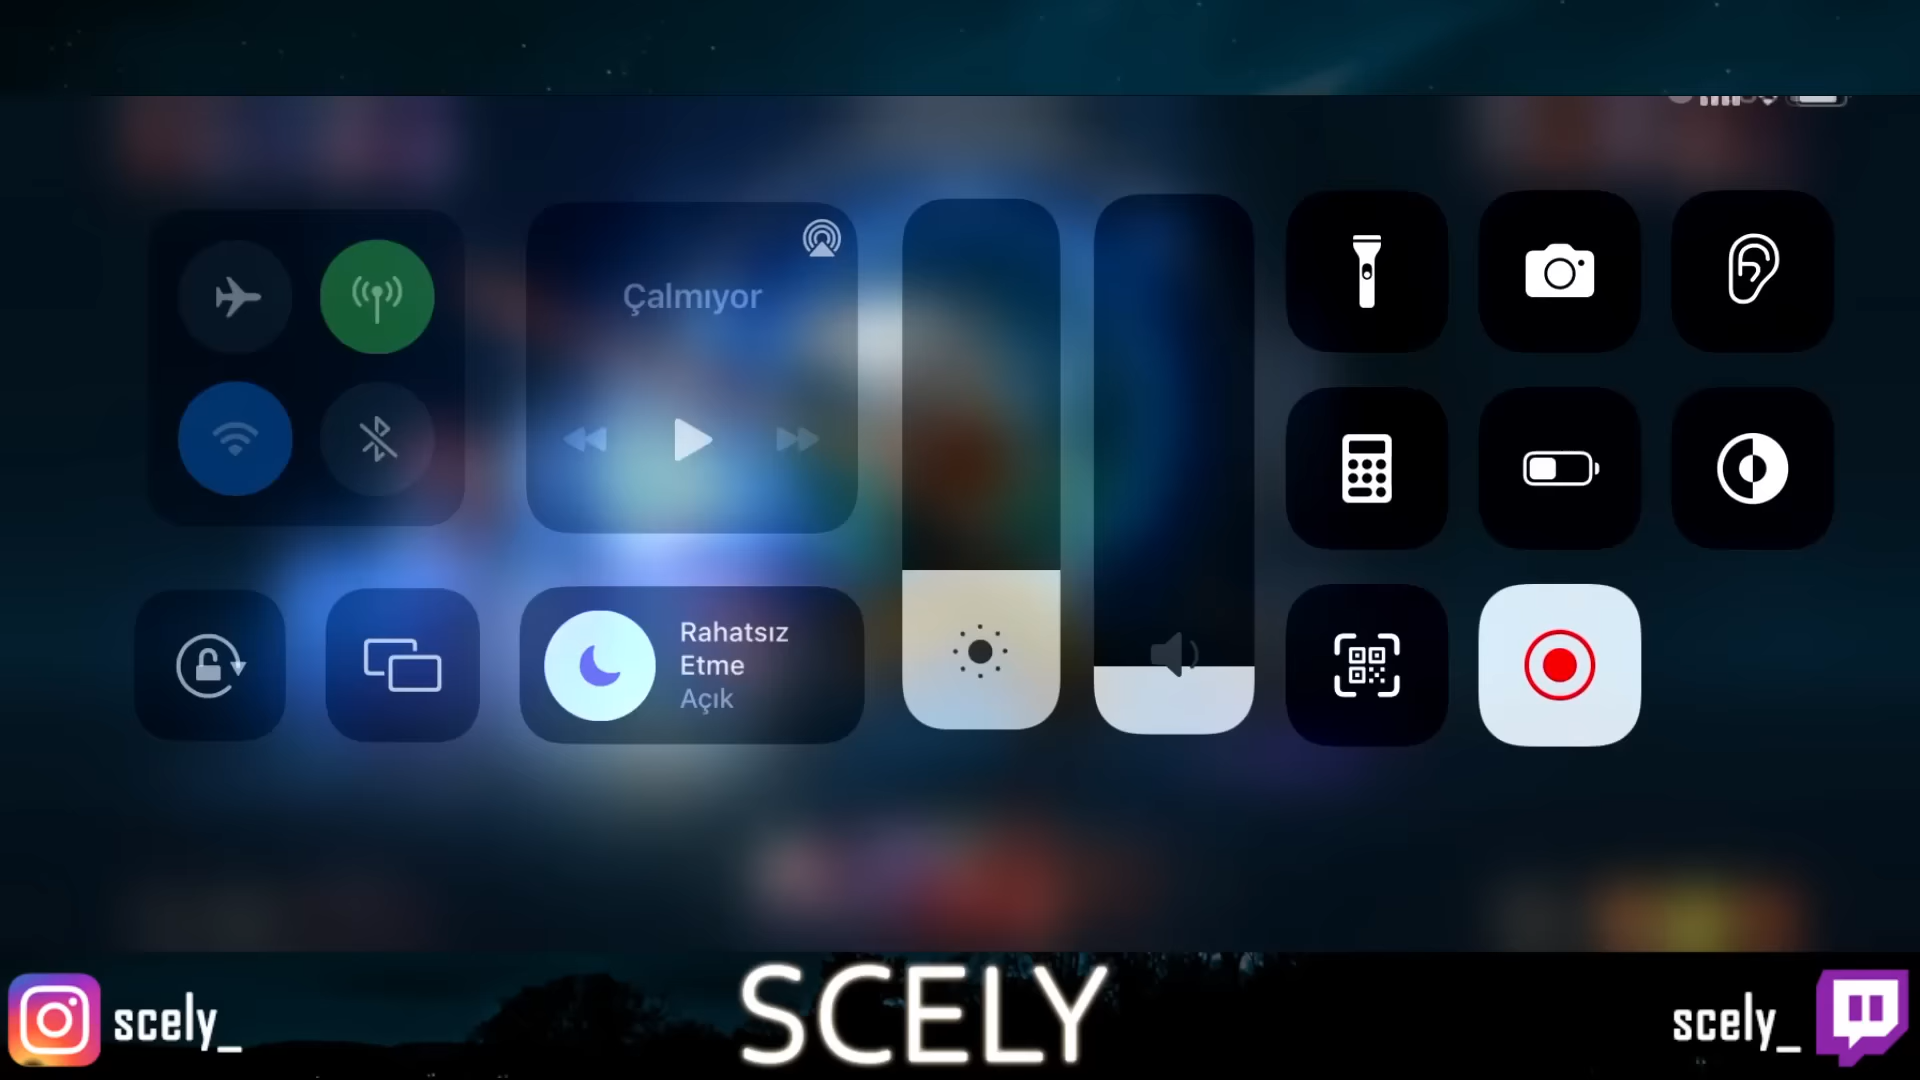 Çalmıyor
Rahatsız
Etme
Açık
scely_
SCELY
scely_